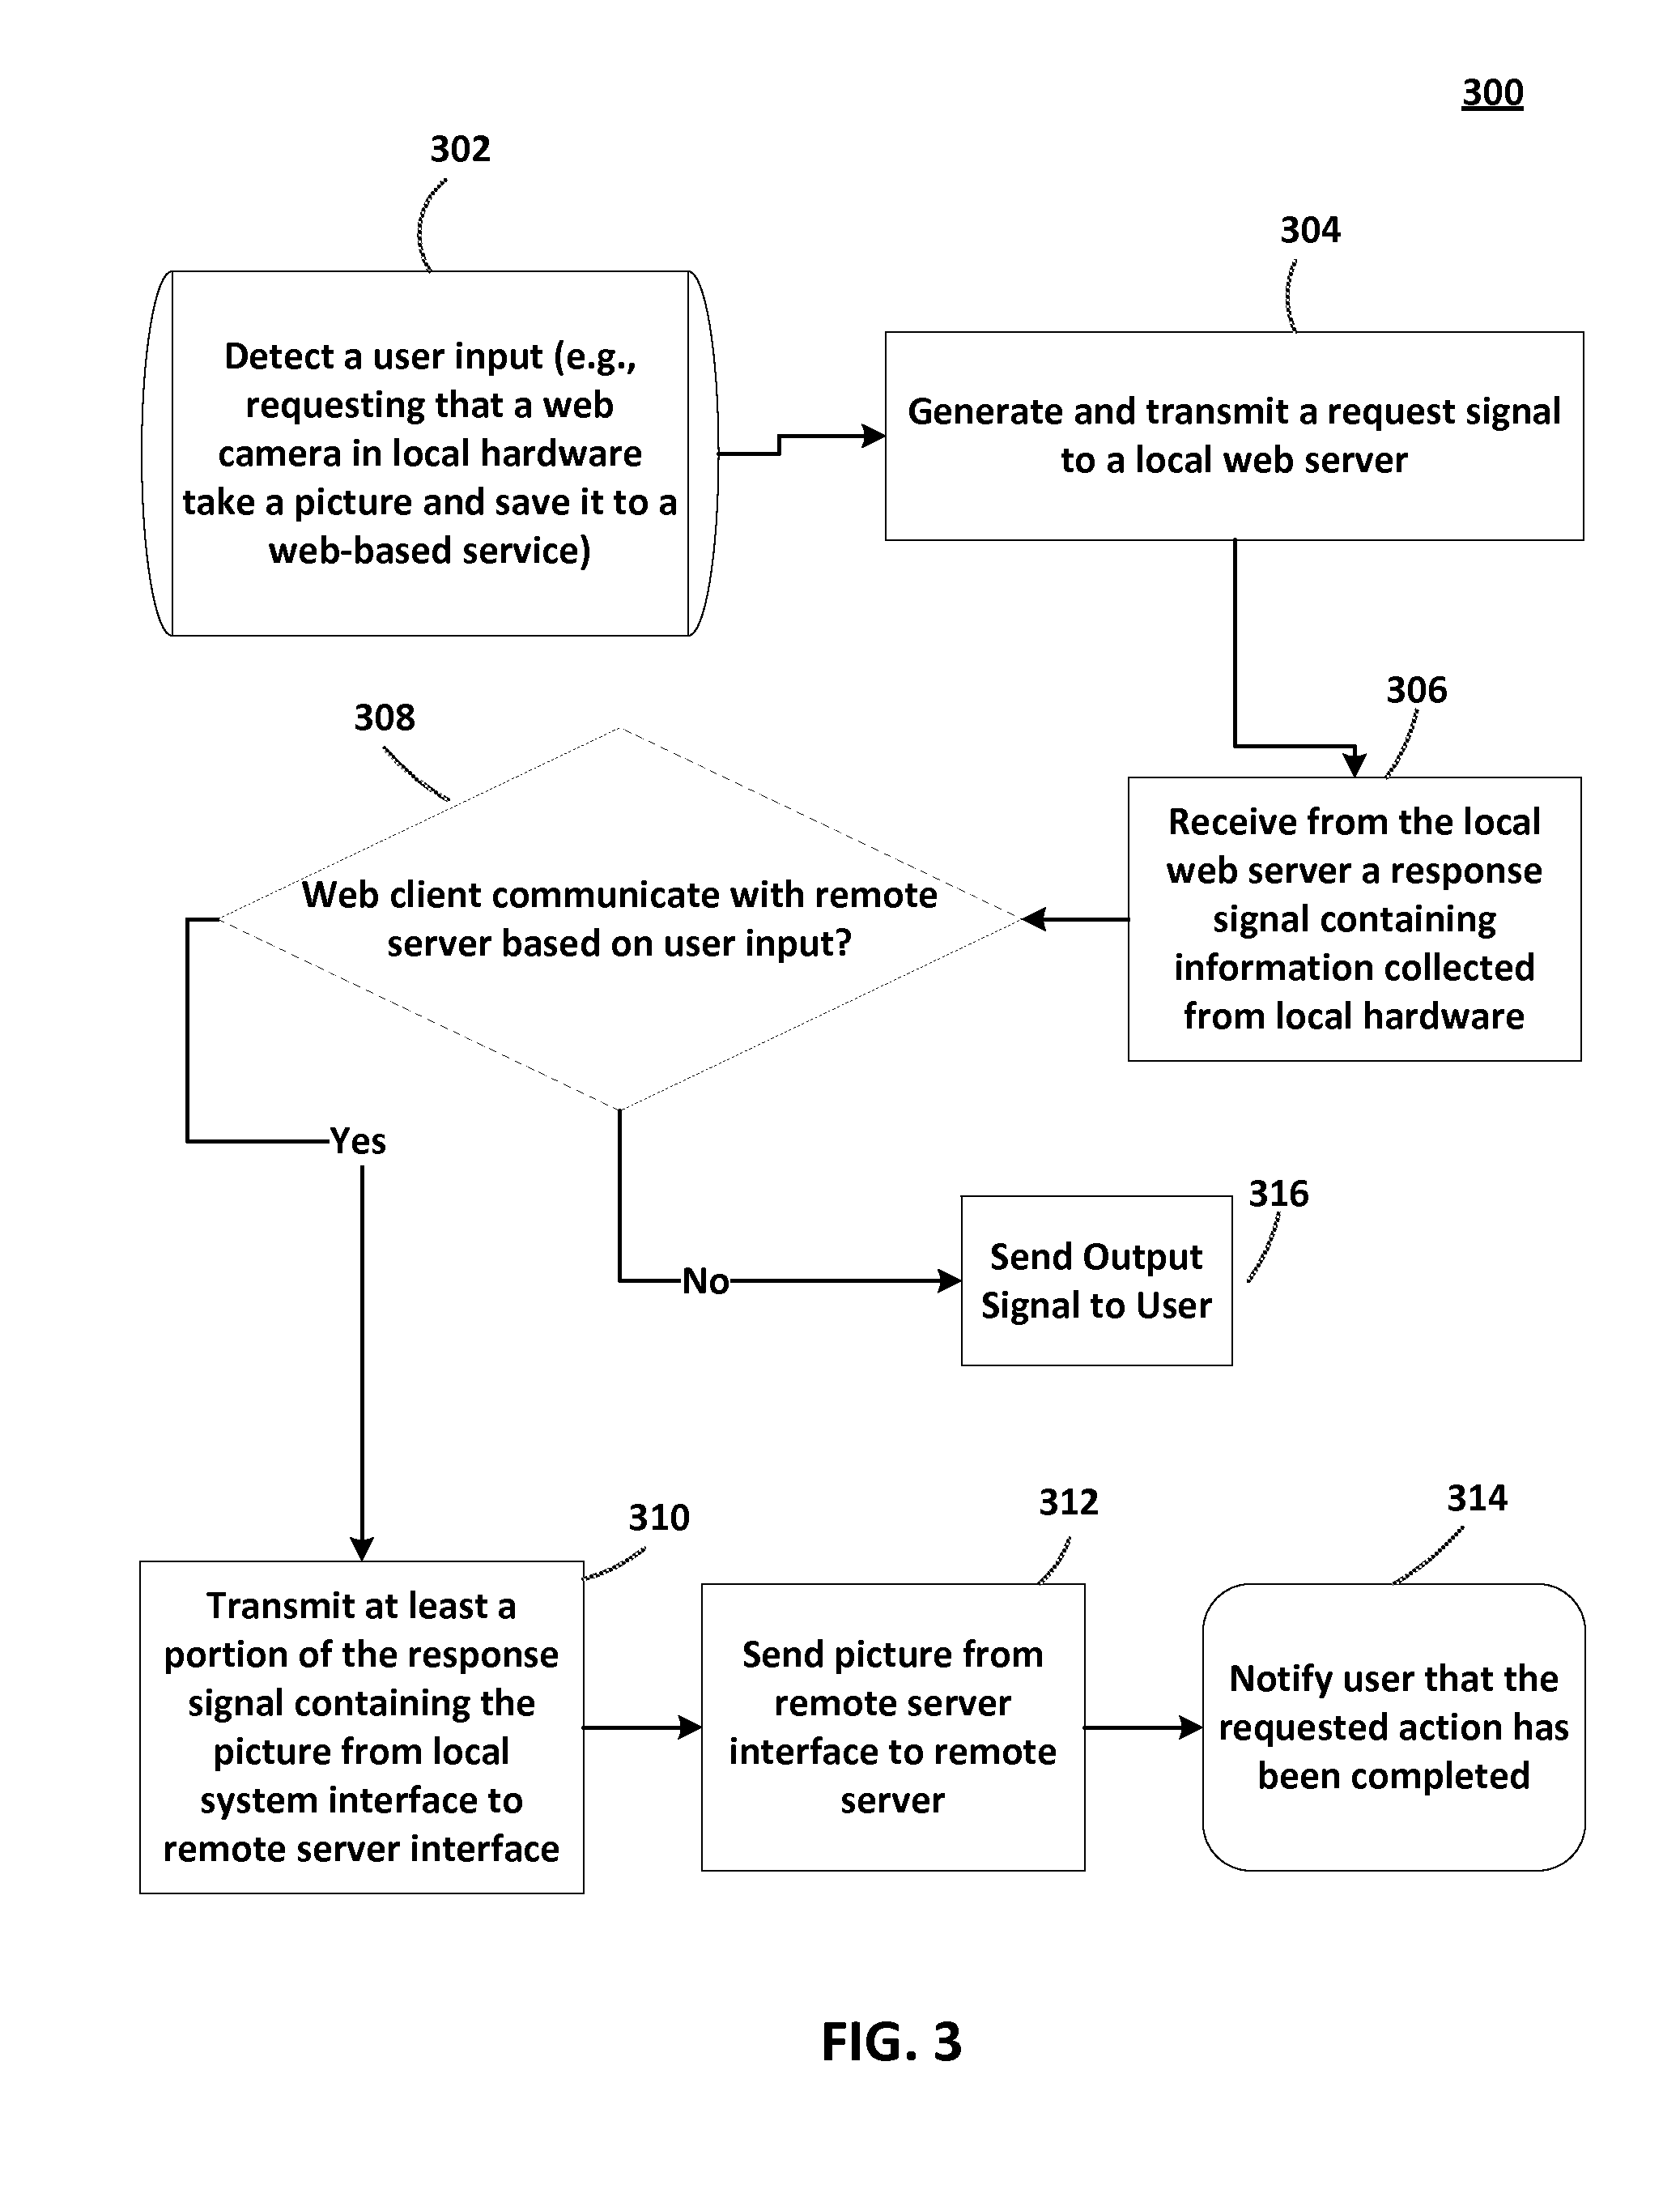 300
302
Detect a user input (e.g.,
requesting that a web
camera in local hardware
take a picture and save it to a
web-based service)
304
Generate and transmit a request signal
to a local web server
306
Receive from the local
web server a response
signal containing
information collected
from local hardware
308
Web client communicate with remote
server based on user input?
Yes
No
316
Send Output
Signal to User
310
Transmit at least a
portion of the response
signal containing the
picture from local
system interface to
remote server interface
312
Send picture from
remote server
interface to remote
server
314
Notify user that the
requested action has
been completed
FIG. 3